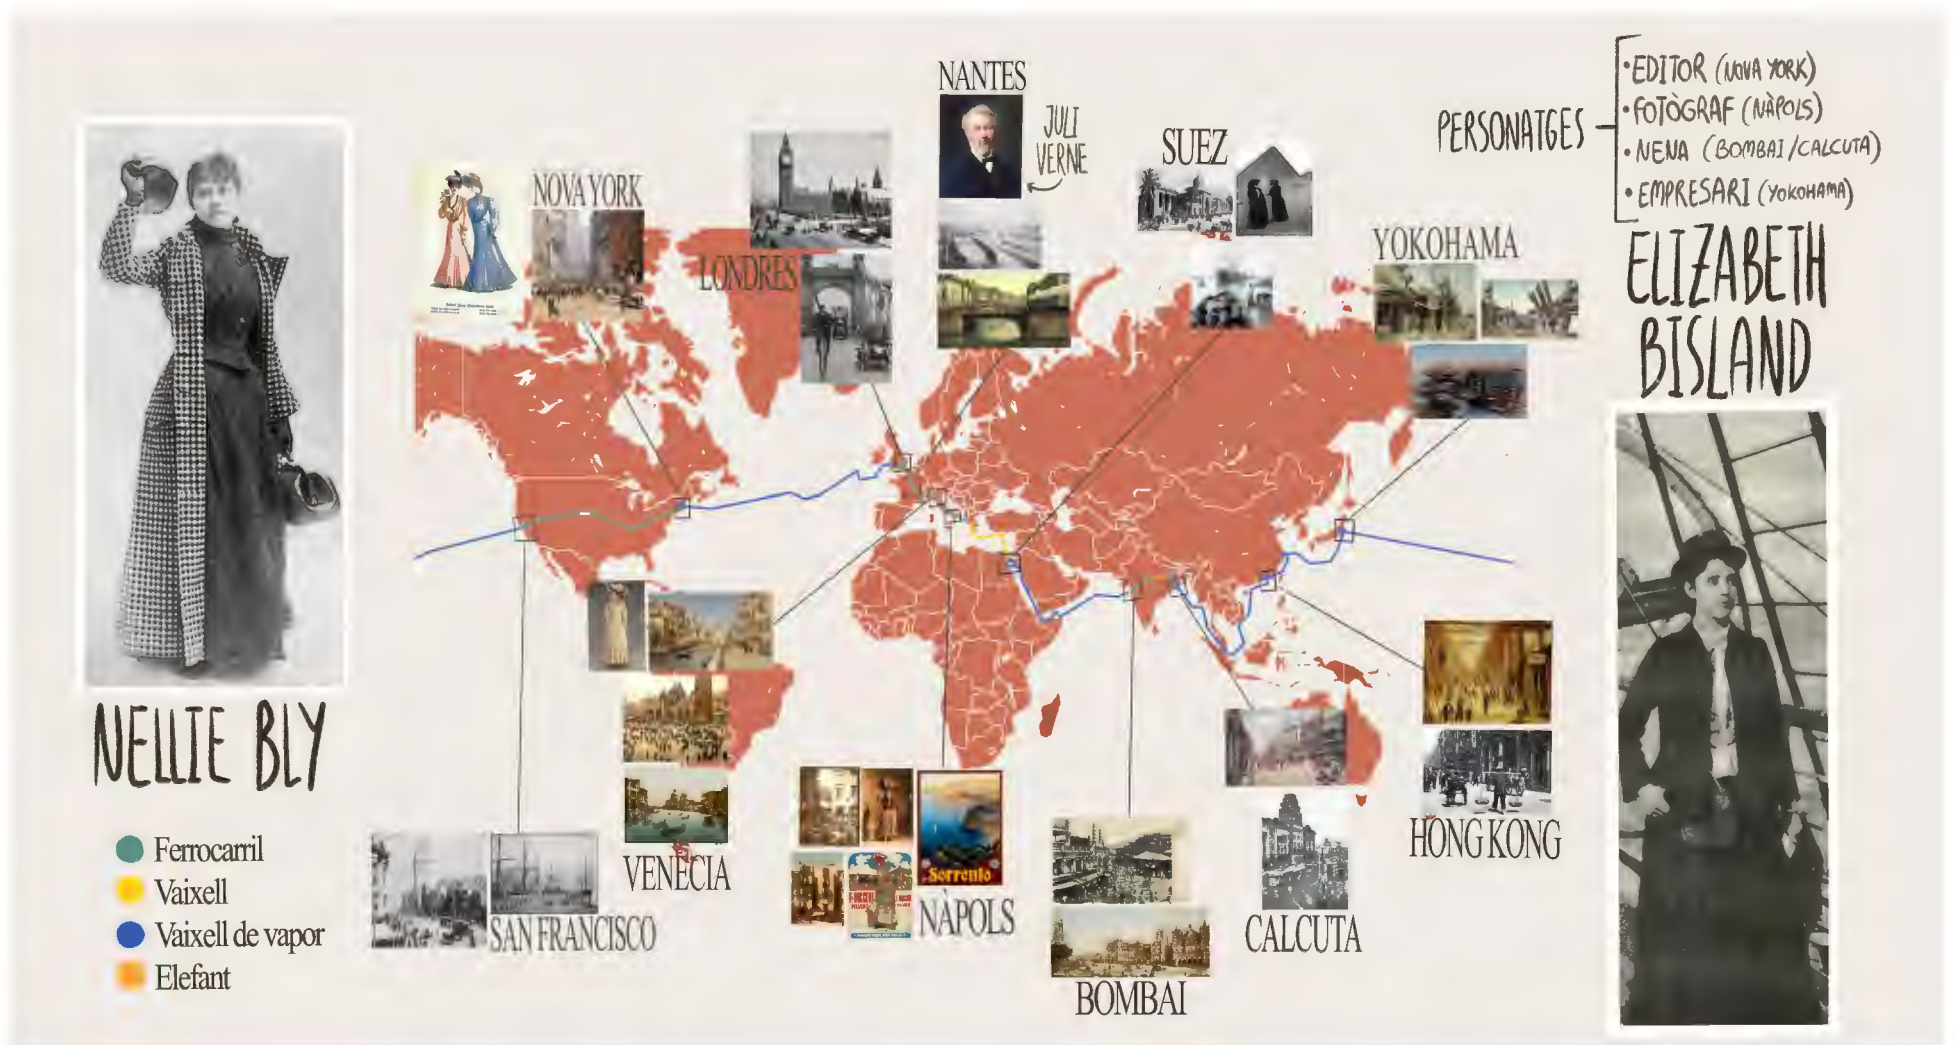 NANTES
JULI
VERNE
SUEZ
PERSONATGES
• EDITOR (NOVA YORK)
• FOTÒGRAF (NÀPOLS)
• NENA (BOMBAI/CALCUTA)
• EMPRESARI (YOKOHAMA)
NOVA YORK
LONDRES
YOKOHAMA
ELIZABETH
BISLAND
NELLIE BLY
Ferrocarril
Vaixell
Vaixell de vapor
Elefant
SAN FRANCISCO
VENÈCIA
Sorrento
NÀPOLS
BOMBAI
CALCUTA
HONG KONG